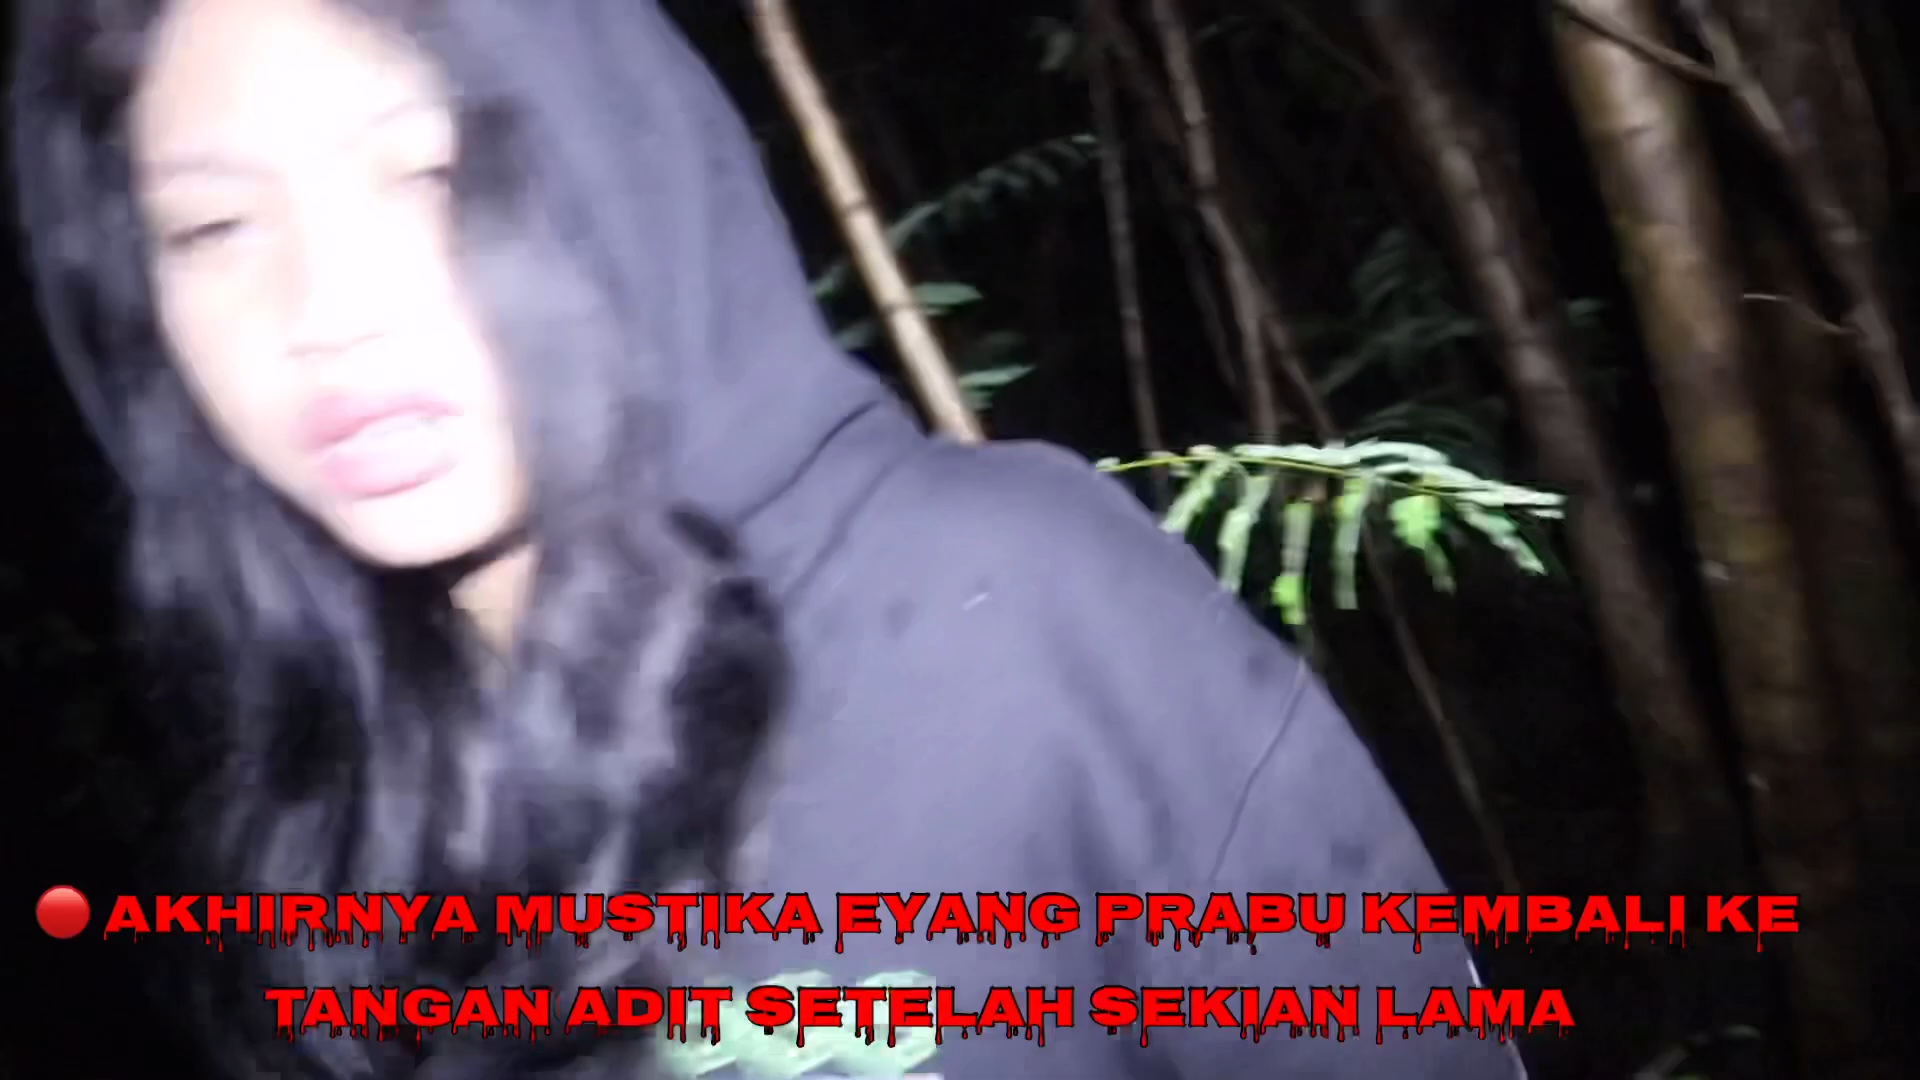 🔴 AKHIRNYA MUSTIKA EYANG PRABU KEMBALI KE
TANGAN ADIT SETELAH SEKIAN LAMA